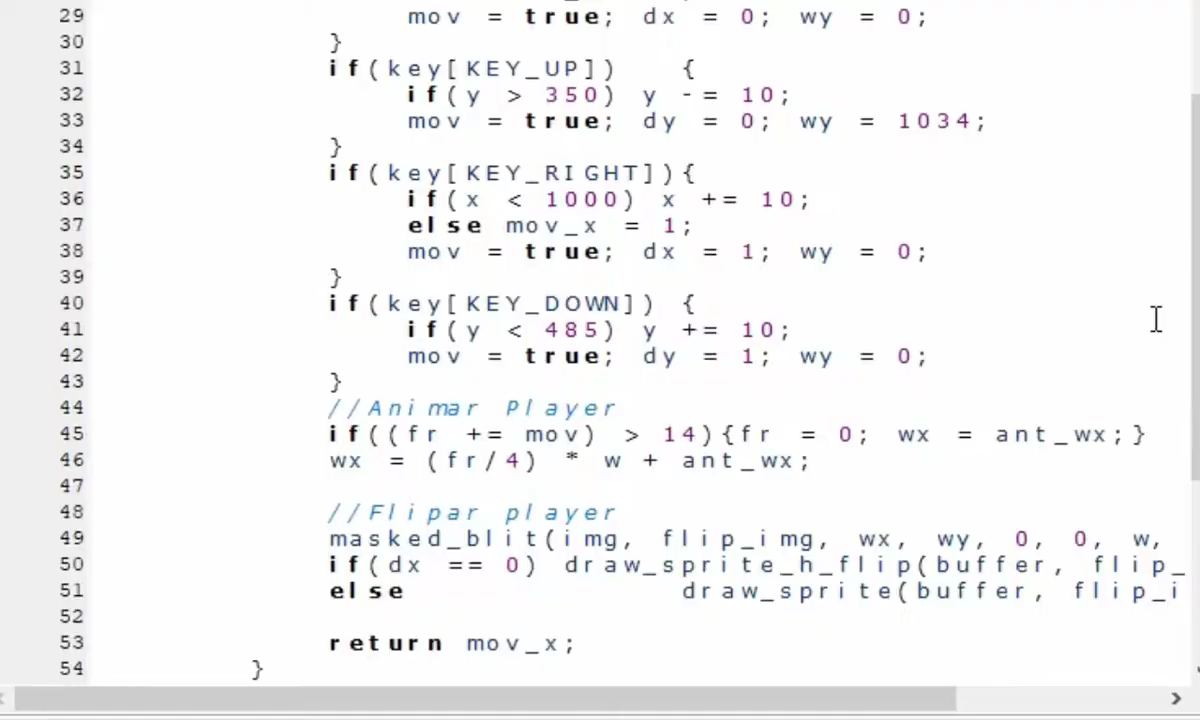 29 mov = true; dx = 0; wy = 0;
30 }
31 if(key[KEY_UP]) {
32 if(y > 350) y -= 10;
33 mov = true; dy = 0; wy = 1034;
34 }
35 if(key[KEY_RIGHT]){
36 if(x < 1000) x += 10;
37 else mov_x = 1;
38 mov = true; dx = 1; wy = 0;
39 }
40 if(key[KEY_DOWN]) {
41 if(y < 485) y += 10;
42 mov = true; dy = 1; wy = 0;
43 }
44 //Animar Player
45 if((fr += mov) > 14){fr = 0; wx = ant_wx;}
46 wx = (fr/4) * w + ant_wx;
47
48 //Flipar player
49 masked_blit(img, flip_img, wx, wy, 0, 0, w,
50 if(dx == 0) draw_sprite_h_flip(buffer, flip_
51 else draw_sprite(buffer, flip_i
52
53 return mov_x;
54 }